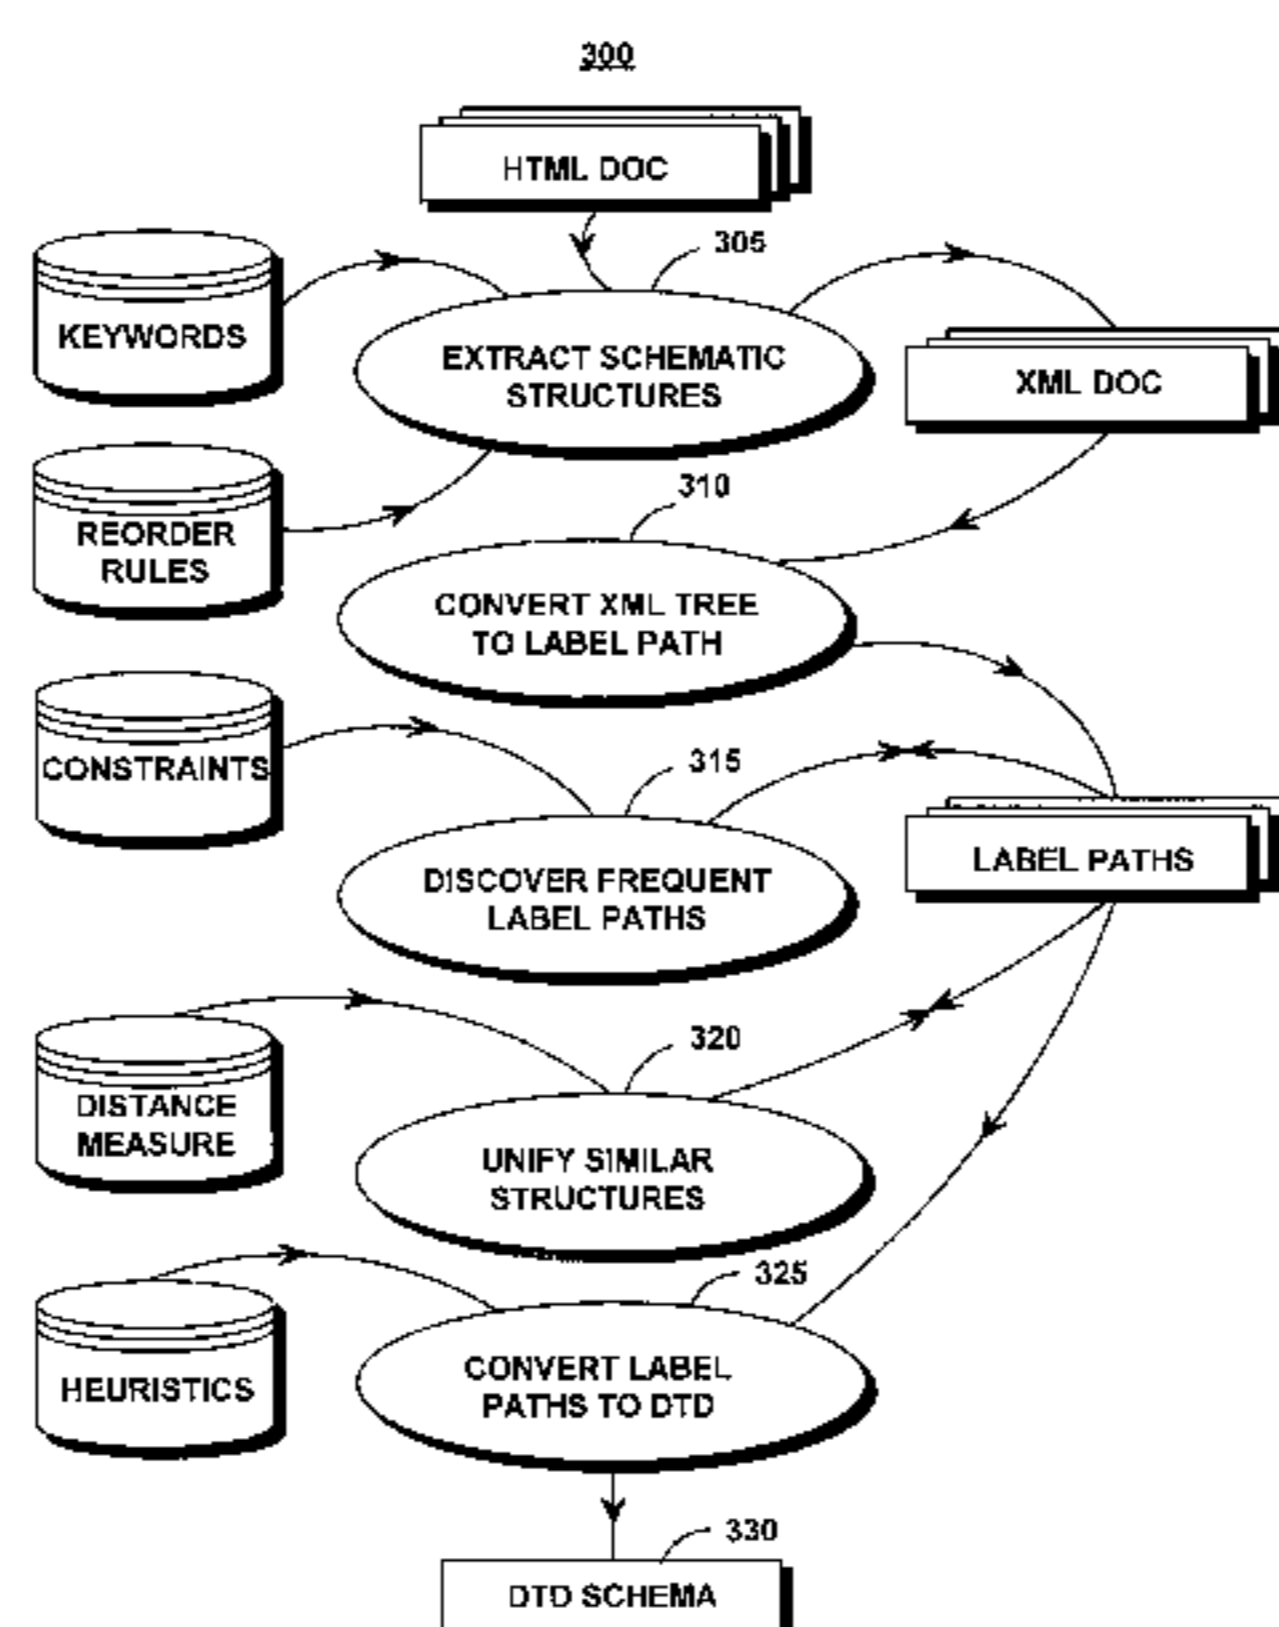 300
HTML DOC
305
KEYWORDS
EXTRACT SCHEMATIC
STRUCTURES
XML DOC
310
REORDER
RULES
CONVERT XML TREE
TO LABEL PATH
CONSTRAINTS
315
DISCOVER FREQUENT
LABEL PATHS
LABEL PATHS
320
DISTANCE
MEASURE
UNIFY SIMILAR
STRUCTURES
325
HEURISTICS
CONVERT LABEL
PATHS TO DTD
330
DTD SCHEMA